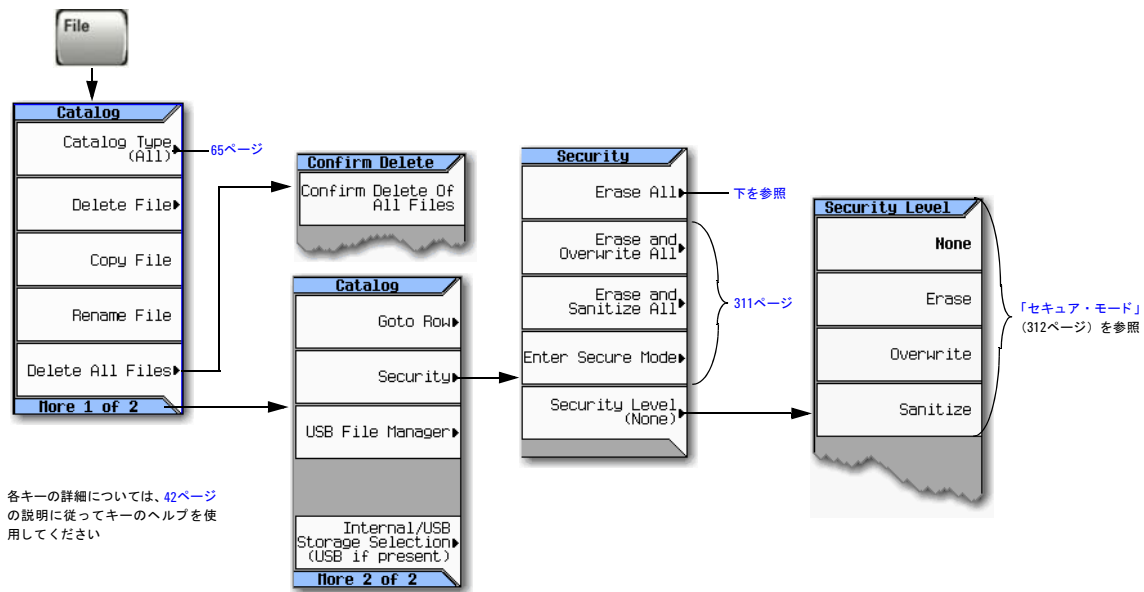 File
Catalog
Catalog Type
(All)
65ページ
Delete File
Copy File
Rename File
Delete All Files
More 1 of 2
Confirm Delete
Confirm Delete Of
All Files
Catalog
Goto Row
Security
USB File Manager
Internal/USB
Storage Selection
(USB if present)
More 2 of 2
Security
Erase All
下を参照
Erase and
Overwrite All
Erase and
Sanitize All
Enter Secure Mode
311ページ
Security Level
(None)
Security Level
None
Erase
Overwrite
Sanitize
「セキュア・モード」
(312ページ) を参照
各キーの詳細については、42ページ
の説明に従ってキーのヘルプを使
用してください